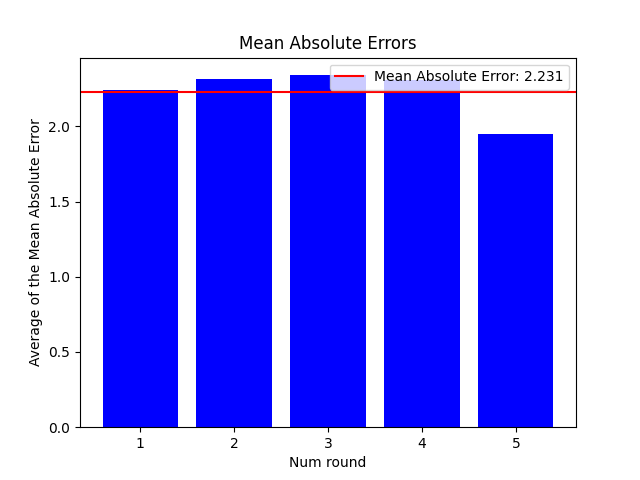 Mean Absolute Errors
Mean Absolute Error: 2.231
Average of the Mean Absolute Error
2.0
1.5
1.0
0.5
0.0
1 2 3 4 5
Num round